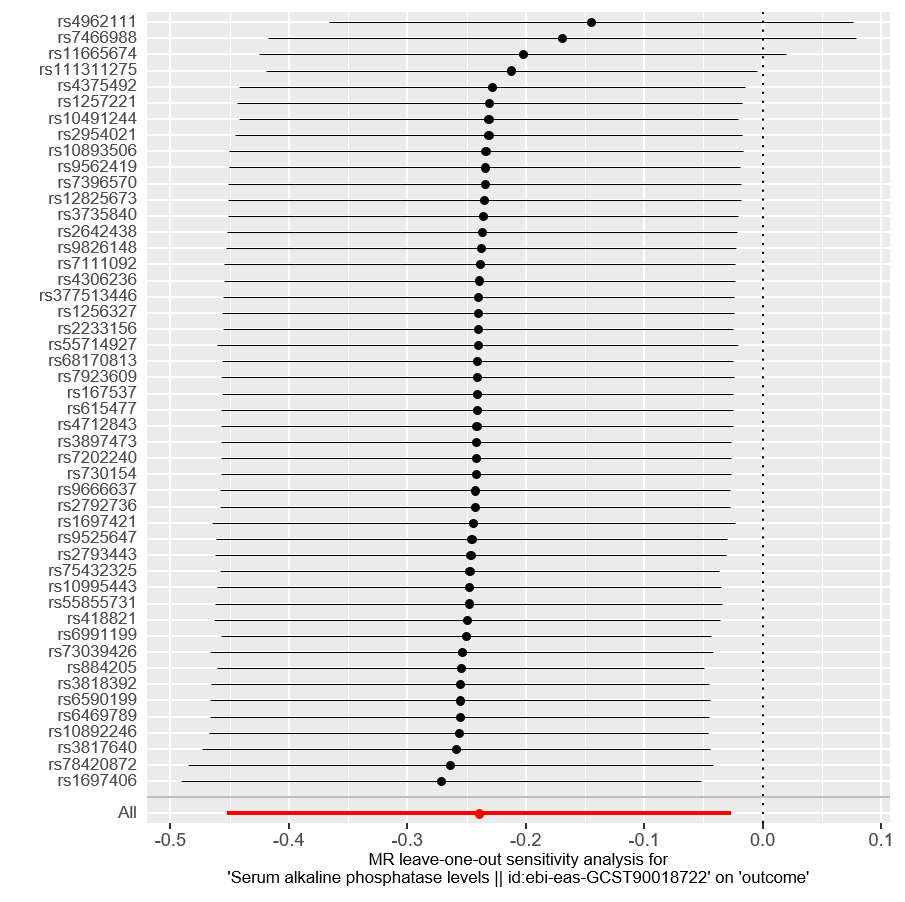 rs4962111
rs7466988
rs11665674
rs111311275
rs4375492
rs1257221
rs10491244
rs2954021
rs10893506
rs9562419
rs7396570
rs12825673
rs3735840
rs2642438
rs9826148
rs7111092
rs4306236
rs377513446
rs1256327
rs2233156
rs55714927
rs68170813
rs7923609
rs167537
rs615477
rs4712843
rs3897473
rs7202240
rs730154
rs9666637
rs2792736
rs1697421
rs9525647
rs2793443
rs75432325
rs10995443
rs55855731
rs418821
rs6991199
rs73039426
rs884205
rs3818392
rs6590199
rs6469789
rs10892246
rs3817640
rs78420872
rs1697406
All
-0.5 -0.4 -0.3 -0.2 -0.1 0.0 0.1
MR leave-one-out sensitivity analysis for
'Serum alkaline phosphatase levels || id:ebi-eas-GCST90018722' on 'outcome'